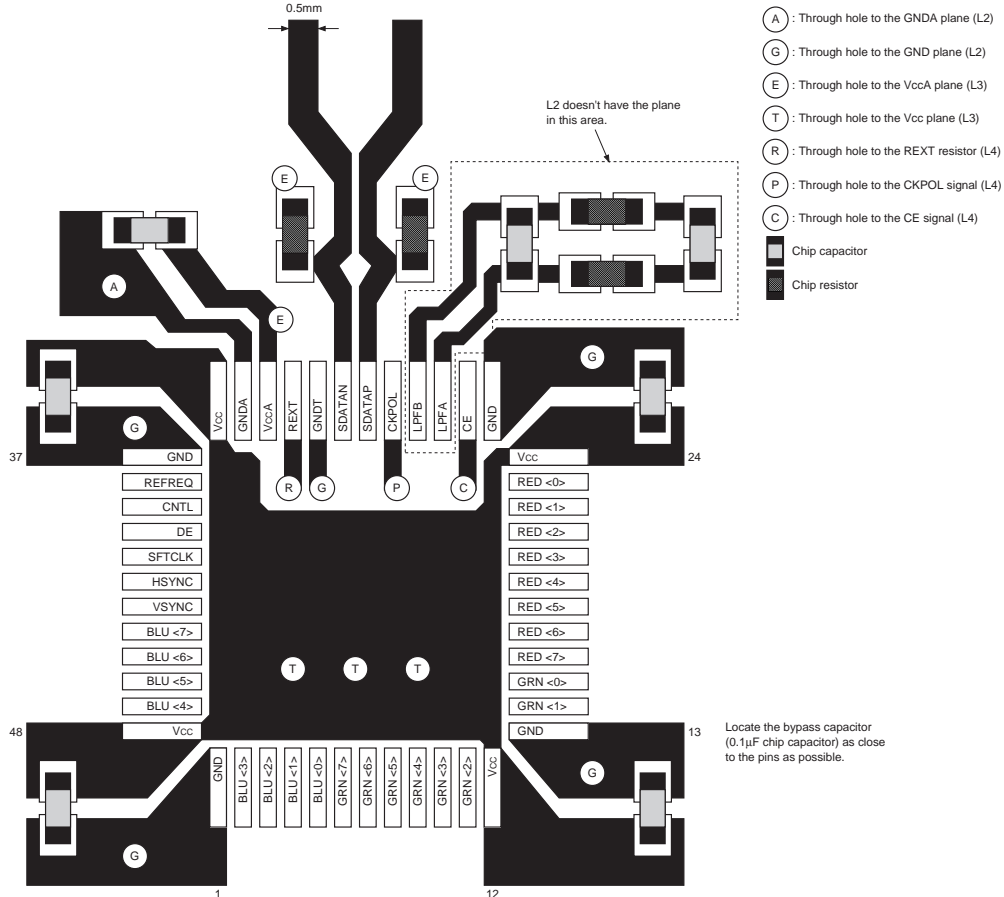 0.5mm
A : Through hole to the GNDA plane (L2)
G : Through hole to the GND plane (L2)
E : Through hole to the VccA plane (L3)
T : Through hole to the Vcc plane (L3)
R : Through hole to the REXT resistor (L4)
P : Through hole to the CKPOL signal (L4)
C : Through hole to the CE signal (L4)
Chip capacitor
Chip resistor
L2 doesn't have the plane
in this area.
E
E
A
E
G
G
Vcc
GNDA
VccA
REXT
GNDT
SDATAN
SDATAP
CKPOL
LPFB
LPFA
CE
GND
R
G
P
C
37
GND
REFREQ
CNTL
DE
SFTCLK
HSYNC
VSYNC
BLU <7>
BLU <6>
BLU <5>
BLU <4>
Vcc
48
24
Vcc
RED <0>
RED <1>
RED <2>
RED <3>
RED <4>
RED <5>
RED <6>
RED <7>
GRN <0>
GRN <1>
GND
13
T
T
T
Locate the bypass capacitor
(0.1µF chip capacitor) as close
to the pins as possible.
GND
BLU <3>
BLU <2>
BLU <1>
BLU <0>
GRN <7>
GRN <6>
GRN <5>
GRN <4>
GRN <3>
GRN <2>
Vcc
G
G
1
12